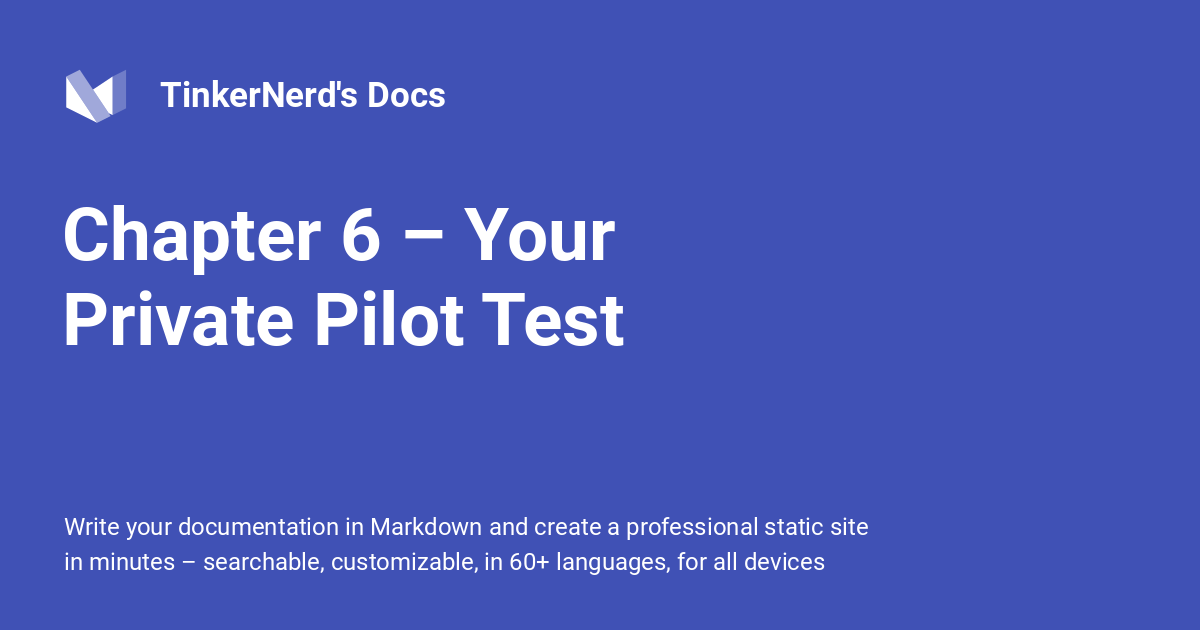 TinkerNerd's Docs
Chapter 6 – Your
Private Pilot Test
Write your documentation in Markdown and create a professional static site
in minutes – searchable, customizable, in 60+ languages, for all devices